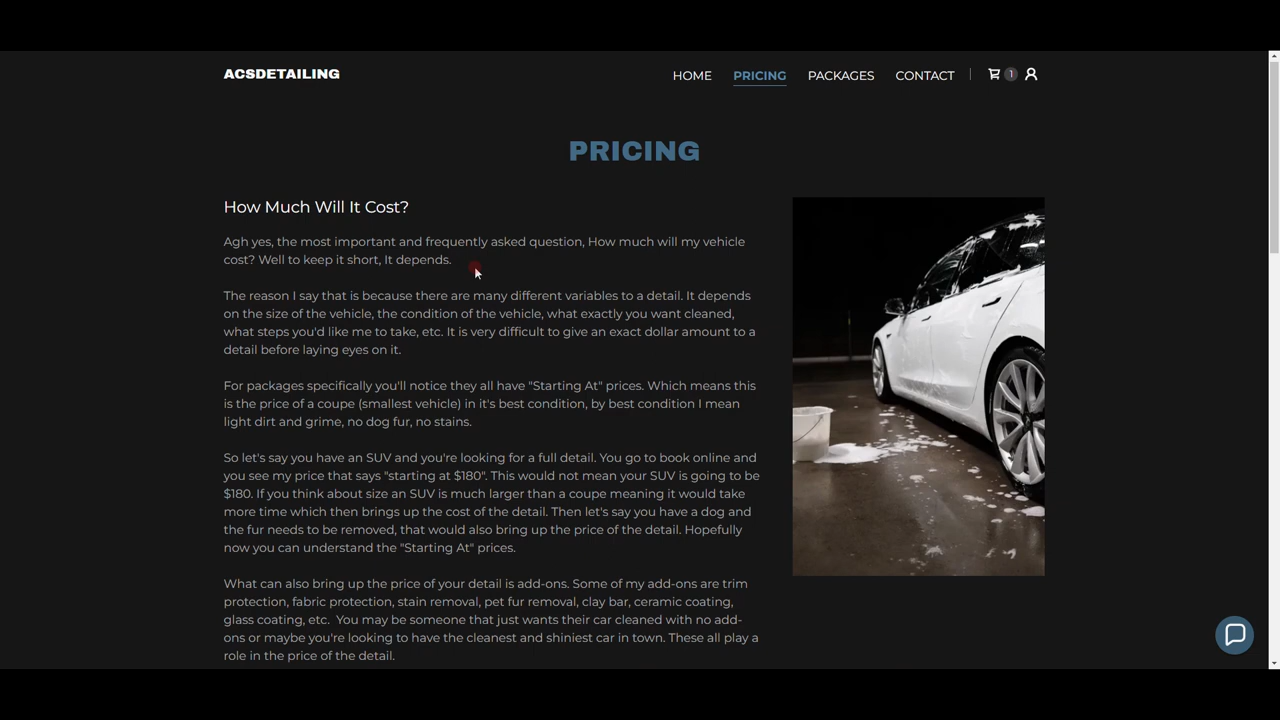 ACSDETAILING
HOME PRICING PACKAGES CONTACT 1
PRICING
How Much Will It Cost?
Agh yes, the most important and frequently asked question, How much will my vehicle
cost? Well to keep it short, It depends.
The reason I say that is because there are many different variables to a detail. It depends
on the size of the vehicle, the condition of the vehicle, what exactly you want cleaned,
what steps you'd like me to take, etc. It is very difficult to give an exact dollar amount to a
detail before laying eyes on it.
For packages specifically you'll notice they all have "Starting At" prices. Which means this
is the price of a coupe (smallest vehicle) in it's best condition, by best condition I mean
light dirt and grime, no dog fur, no stains.
So let's say you have an SUV and you're looking for a full detail. You go to book online and
you see my price that says "starting at $180". This would not mean your SUV is going to be
$180. If you think about size an SUV is much larger than a coupe meaning it would take
more time which then brings up the cost of the detail. Then let's say you have a dog and
the fur needs to be removed, that would also bring up the price of the detail. Hopefully
now you can understand the "Starting At" prices.
What can also bring up the price of your detail is add-ons. Some of my add-ons are trim
protection, fabric protection, stain removal, pet fur removal, clay bar, ceramic coating,
glass coating, etc.  You may be someone that just wants their car cleaned with no add-
ons or maybe you're looking to have the cleanest and shiniest car in town. These all play a
role in the price of the detail.